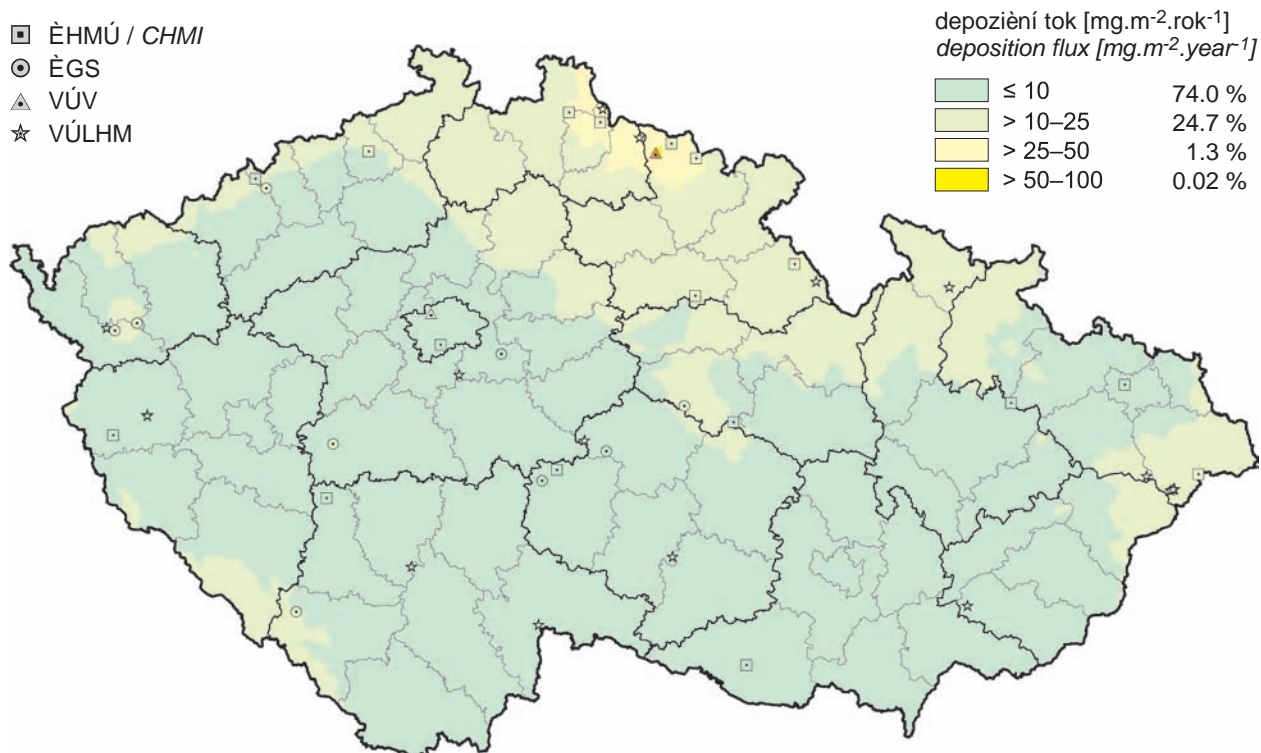 ÈHMÚ / CHMI
ÈGS
VÚV
VÚLHM
depozièní tok [mg.m-2.rok-1]
deposition flux [mg.m-2.year-1]
≤ 10 74.0 %
> 10–25 24.7 %
> 25–50 1.3 %
> 50–100 0.02 %